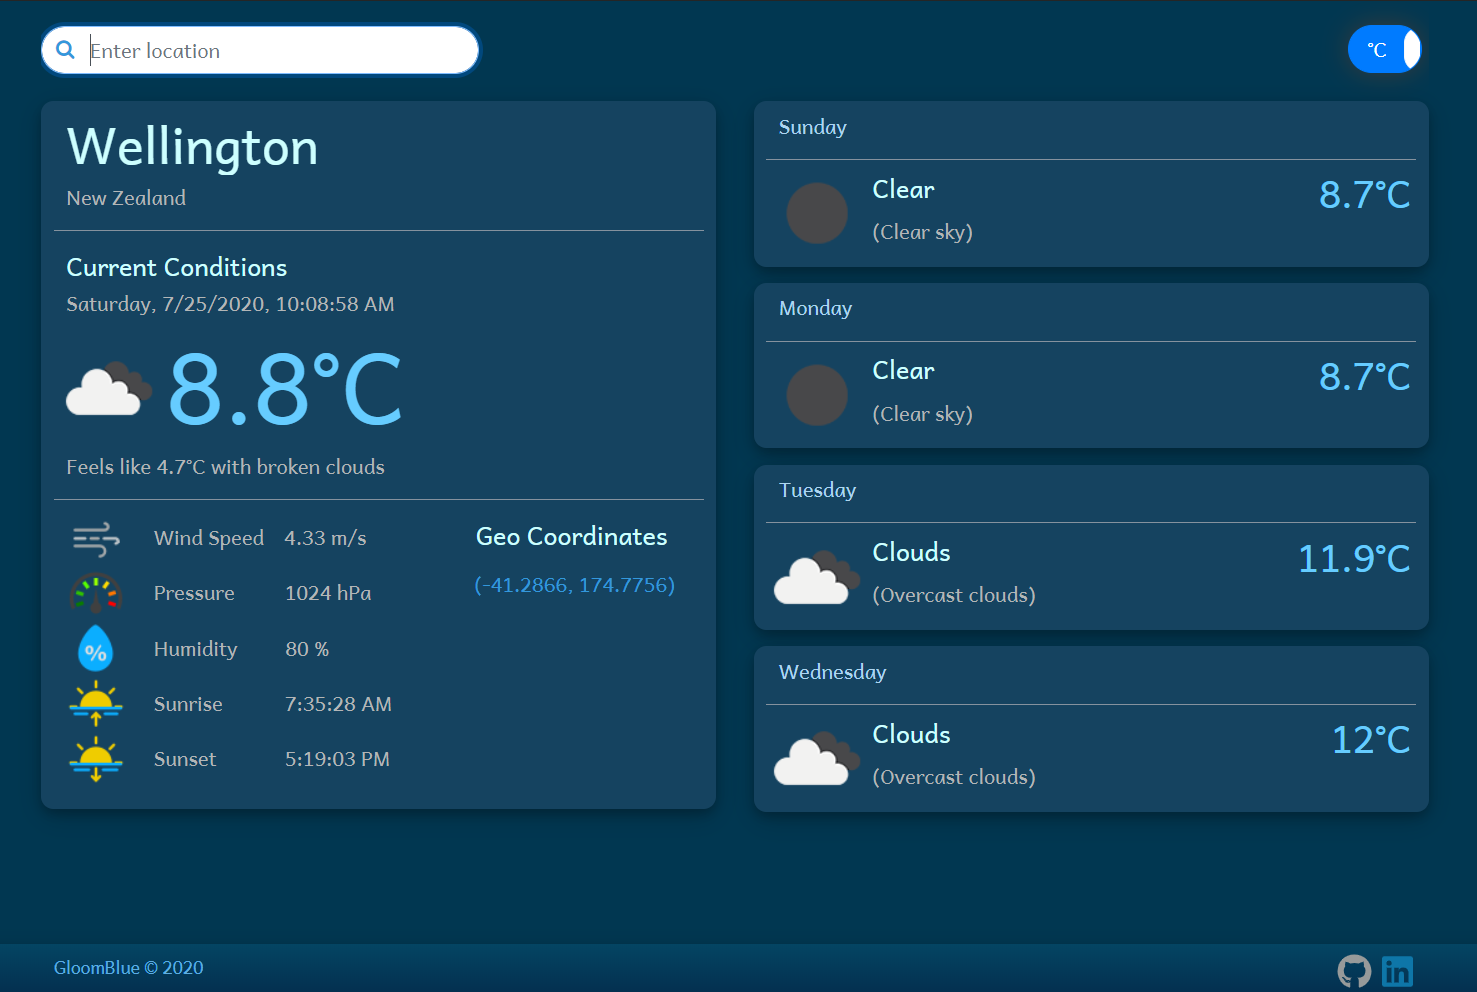 Enter location
°C
Wellington
New Zealand
Current Conditions
Saturday, 7/25/2020, 10:08:58 AM
8.8°C
Feels like 4.7°C with broken clouds
Wind Speed 4.33 m/s
Pressure 1024 hPa
% Humidity 80 %
Sunrise 7:35:28 AM
Sunset 5:19:03 PM
Geo Coordinates
(-41.2866, 174.7756)
Sunday
Clear 8.7°C
(Clear sky)
Monday
Clear 8.7°C
(Clear sky)
Tuesday
Clouds 11.9°C
(Overcast clouds)
Wednesday
Clouds 12°C
(Overcast clouds)
GloomBlue © 2020
in